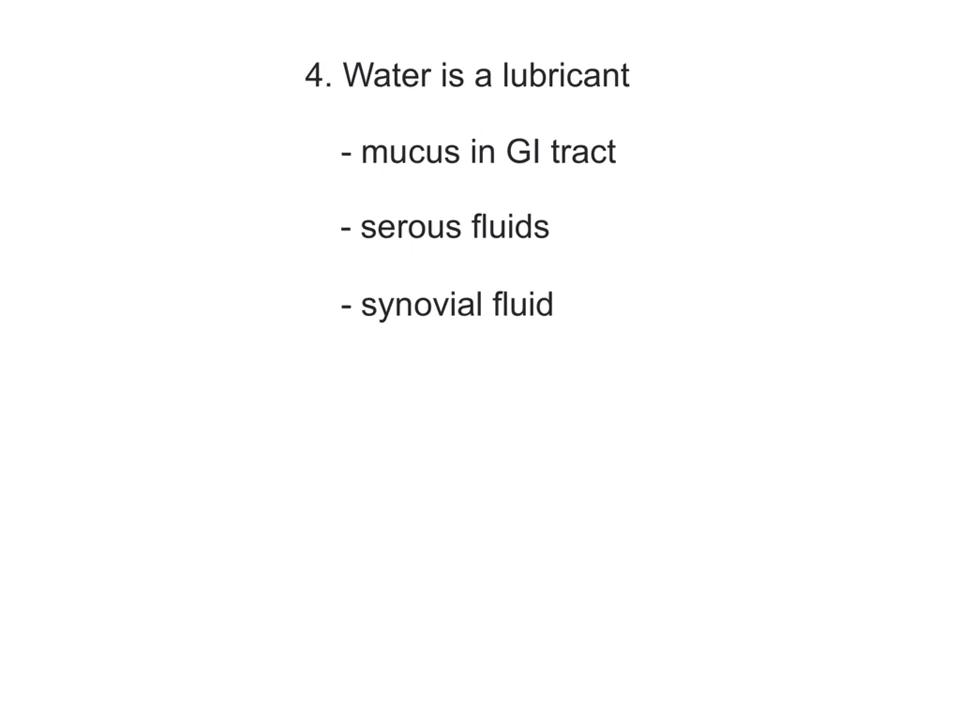 4. Water is a lubricant
- mucus in GI tract
- serous fluids
- synovial fluid